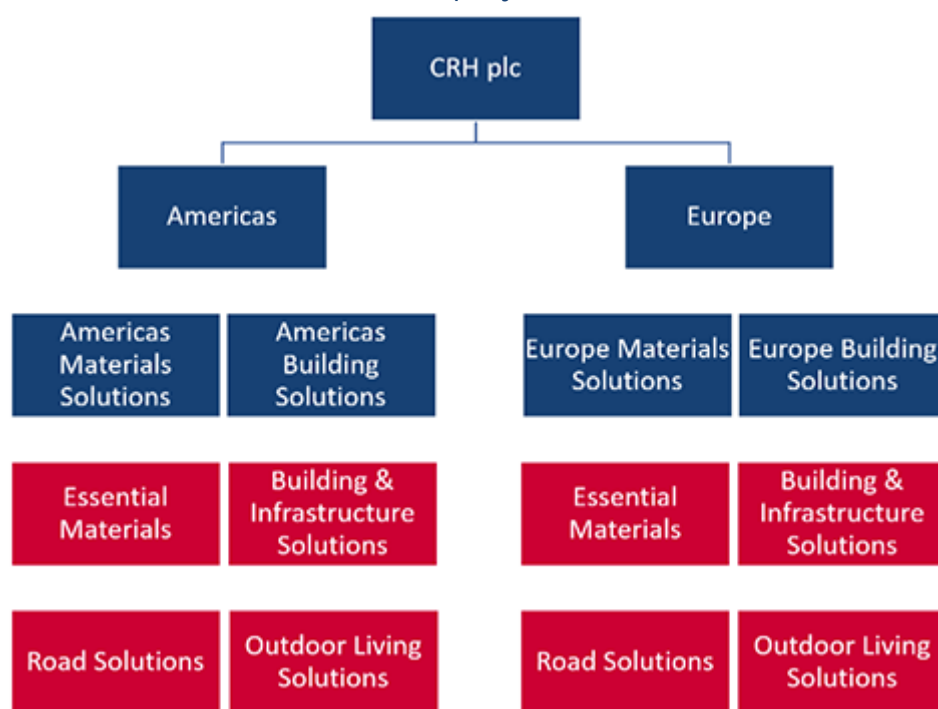 CRH plc
Americas
Europe
Americas
Materials
Solutions
Americas
Building
Solutions
Europe Materials
Solutions
Europe Building
Solutions
Essential
Materials
Building &
Infrastructure
Solutions
Essential
Materials
Building &
Infrastructure
Solutions
Road Solutions
Outdoor Living
Solutions
Road Solutions
Outdoor Living
Solutions